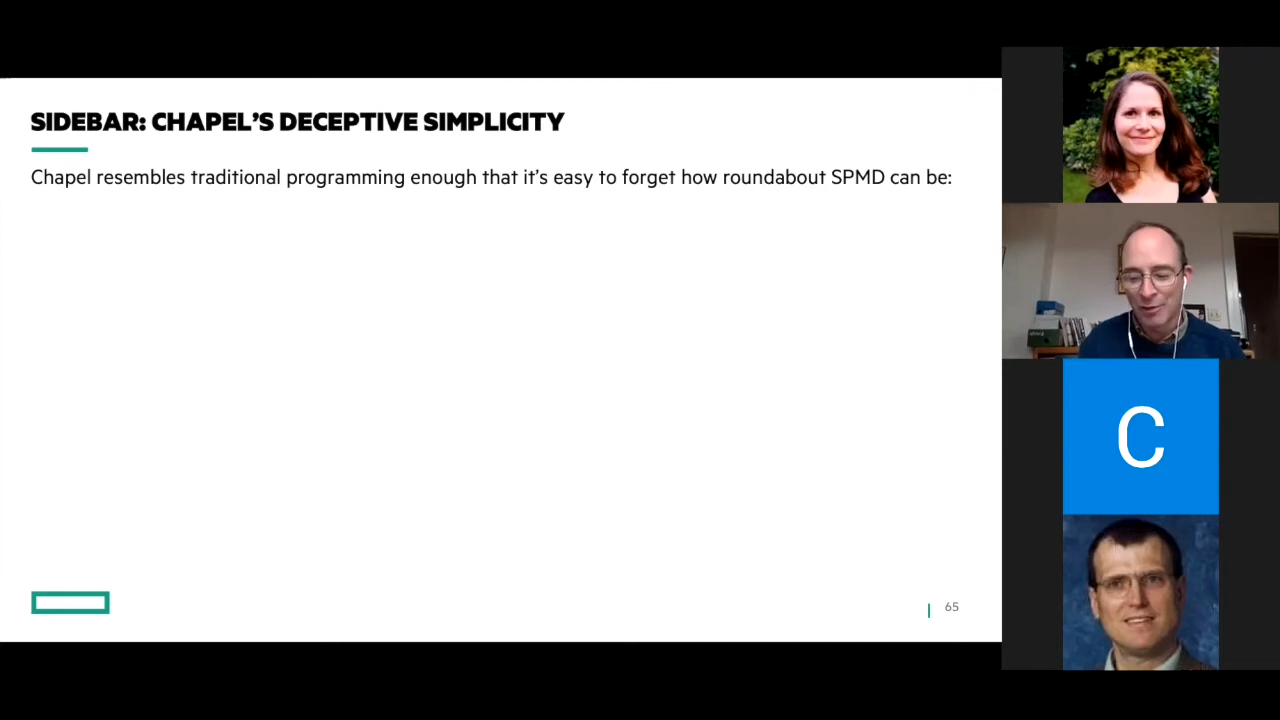 SIDEBAR: CHAPEL'S DECEPTIVE SIMPLICITY
Chapel resembles traditional programming enough that it's easy to forget how roundabout SPMD can be:
65
C